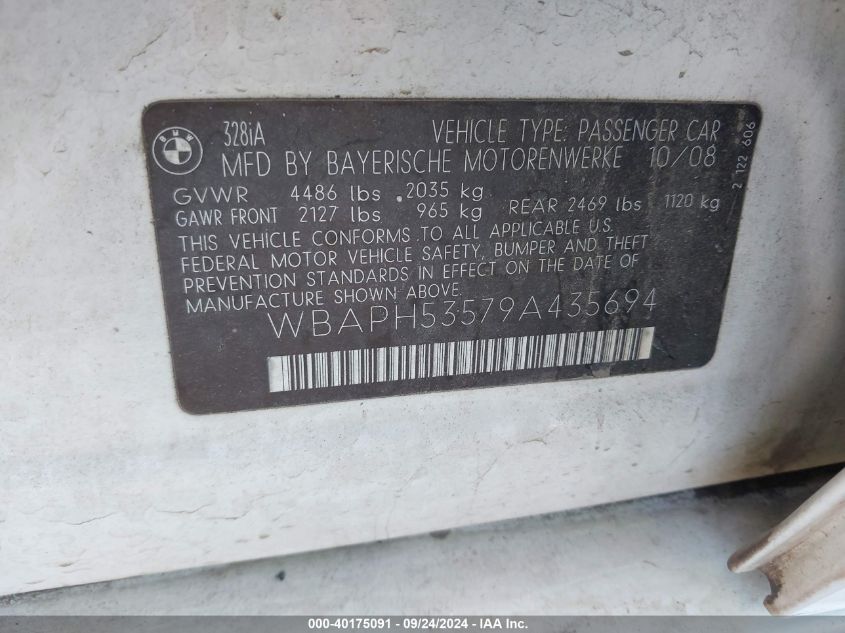 BMW
328iA VEHICLE TYPE: PASSENGER CAR
MFD BY BAYERISCHE MOTORENWERKE 10/08
GVWR 4486 lbs 2035 kg
GAWR FRONT 2127 lbs 965 kg REAR 2469 lbs 1120 kg
THIS VEHICLE CONFORMS TO ALL APPLICABLE U.S.
FEDERAL MOTOR VEHICLE SAFETY, BUMPER AND THEFT
PREVENTION STANDARDS IN EFFECT ON THE DATE OF
MANUFACTURE SHOWN ABOVE.
WBAPH53579A435694
2 122 606
000-40175091 - 09/24/2024 - IAA Inc.